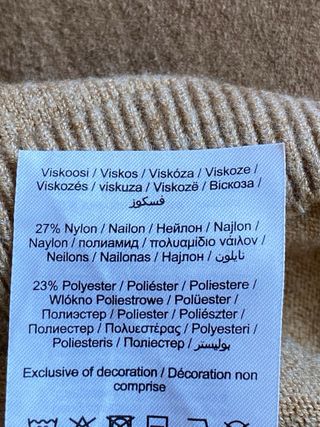 Viskoosi / Viskos / Viskóza / Viskoze /
Viskozés / viskuza / Viskozë / Віскоза /
فسكوز
27% Nylon / Nailon / Нейлон / Najlon /
Naylon / полиамид / πολυαμίδιο νάιλον /
Neilons / Nailonas / Најлон / نايلون
23% Polyester / Poliéster / Poliestere /
Włókno Poliestrowe / Polüester /
Полиэстер / Poliester / Poliészter /
Полиестер / Πολυεστέρας / Polyesteri /
Poliesteris / Поліестер / بوليستر
Exclusive of decoration / Décoration non
comprise